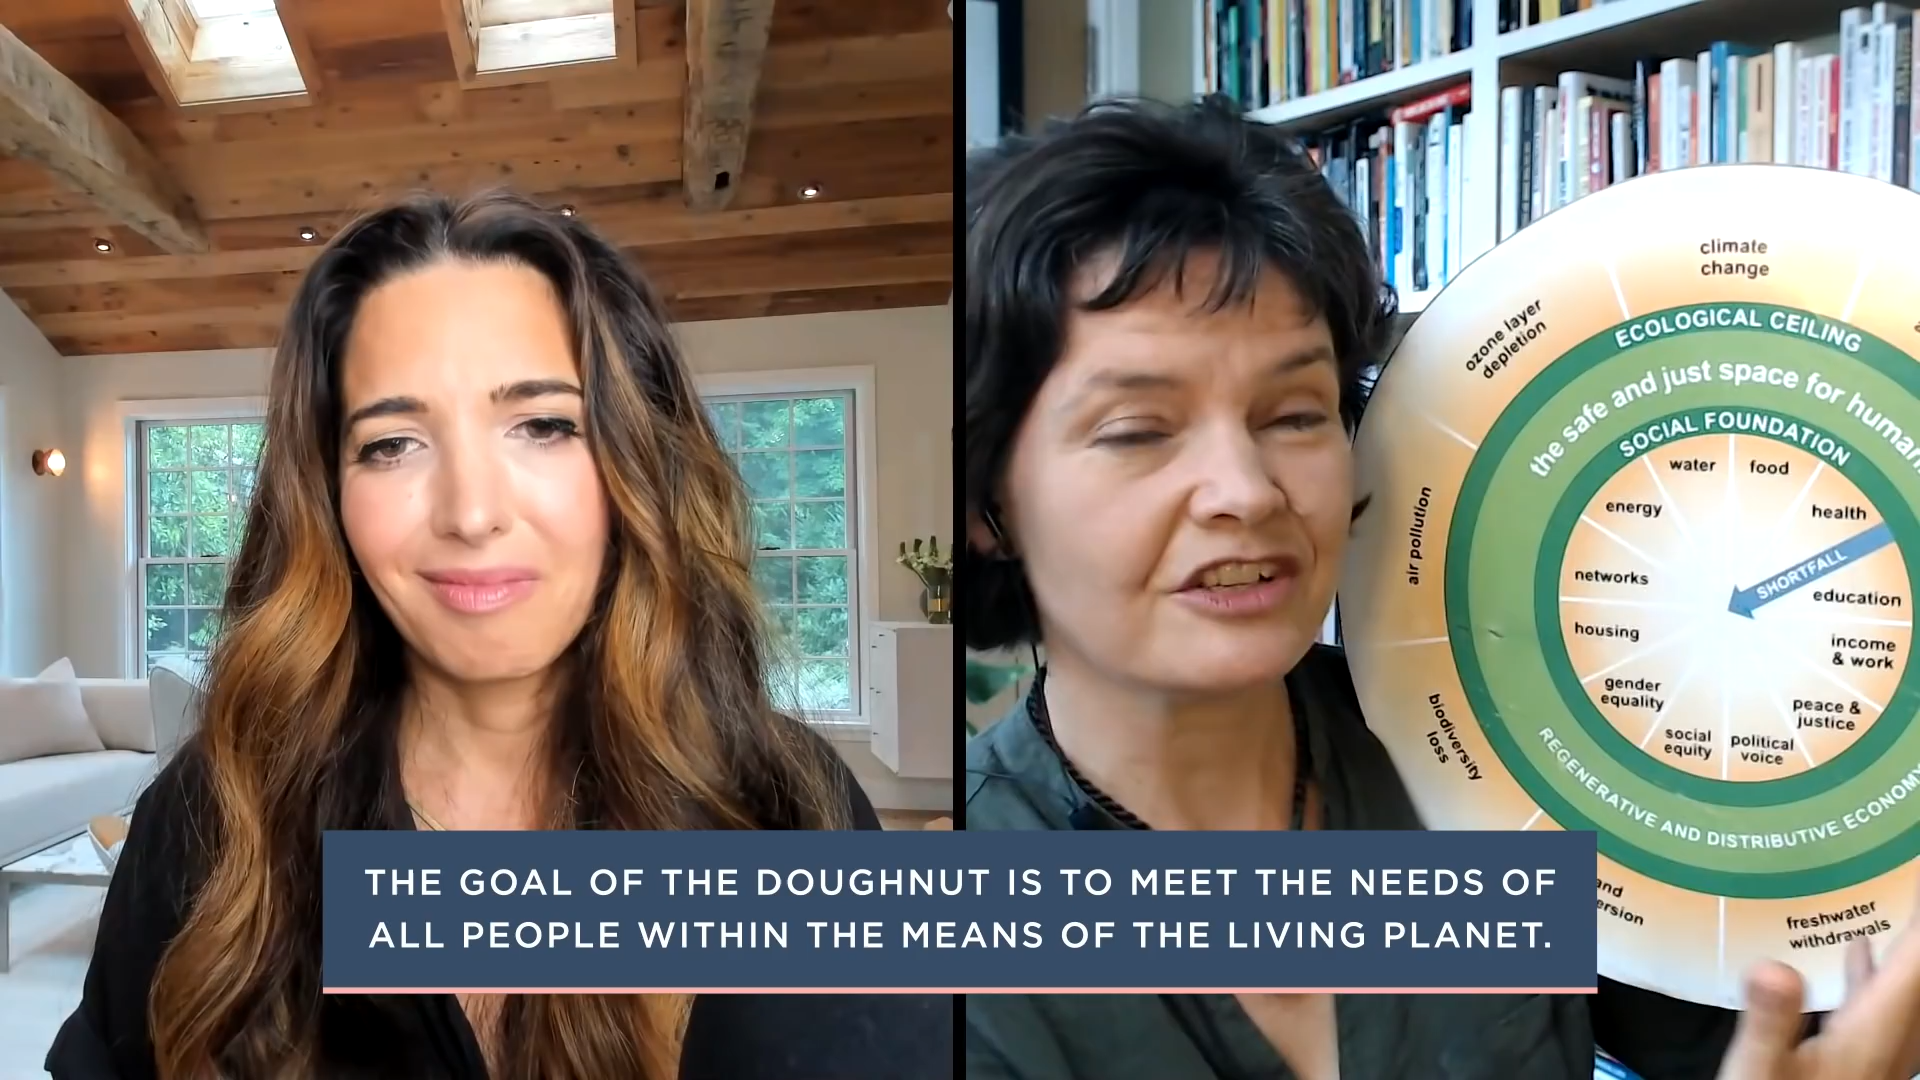 climate
change
ozone layer
depletion
ECOLOGICAL CEILING
the safe and just space for
SOCIAL FOUNDATION
water
food
energy
health
air pollution
SHORTFALL
networks
education
housing
income
& work
gender
equality
peace &
justice
biodiversity
loss
social
equity
political
voice
REGENERATIVE AND DISTRIBUTIVE ECONOMY
freshwater
withdrawals
THE GOAL OF THE DOUGHNUT IS TO MEET THE NEEDS OF
ALL PEOPLE WITHIN THE MEANS OF THE LIVING PLANET.